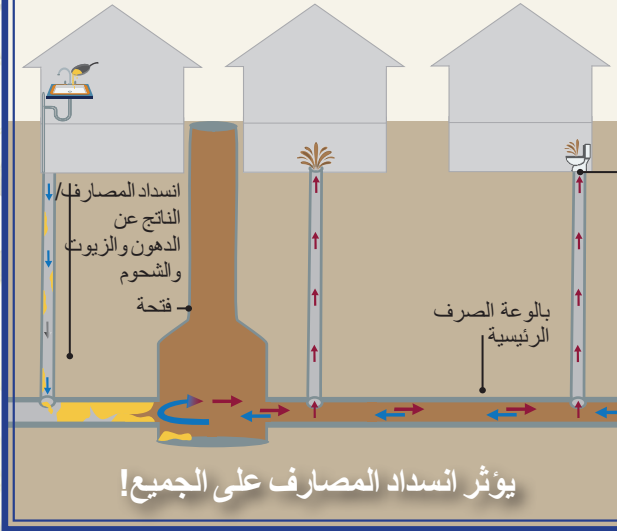 انسداد المصارف/
الناتج عن
الدهون والزيوت
والشحوم
فتحة
بالوعة الصرف
الرئيسية
يؤثر انسداد المصارف على الجميع!